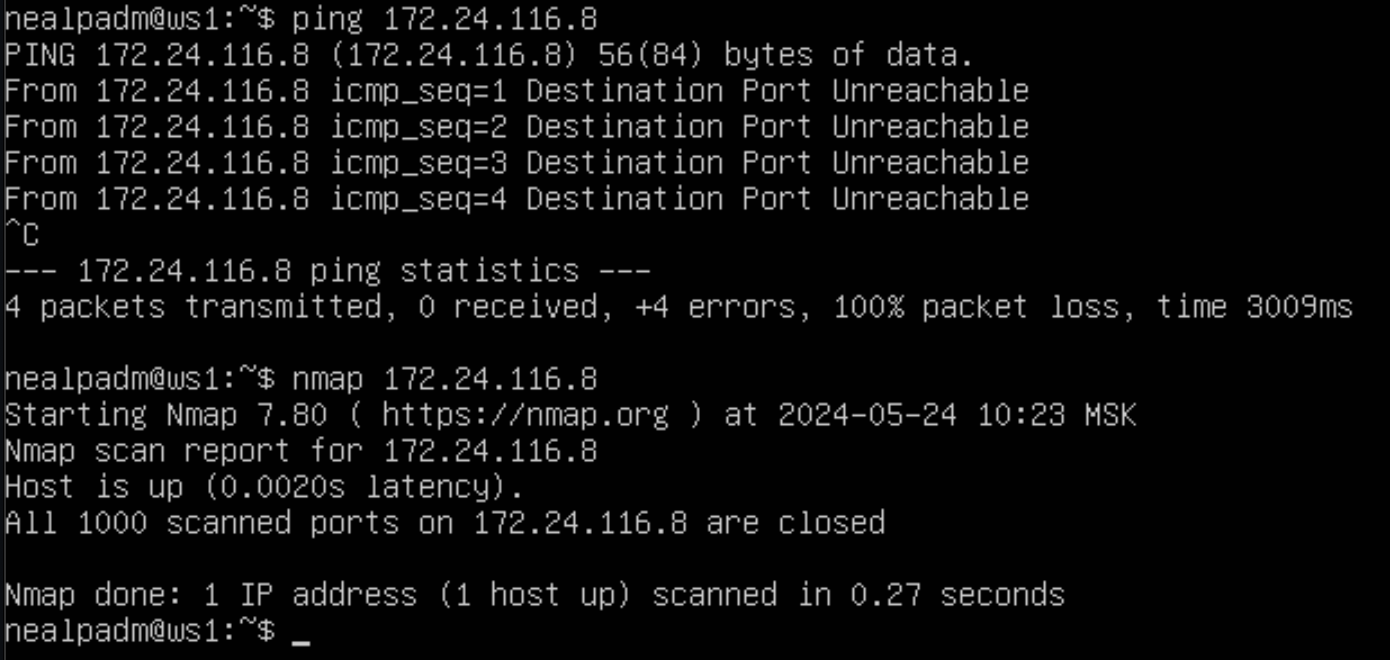 nealpadm@ws1:~$ ping 172.24.116.8
PING 172.24.116.8 (172.24.116.8) 56(84) bytes of data.
From 172.24.116.8 icmp_seq=1 Destination Port Unreachable
From 172.24.116.8 icmp_seq=2 Destination Port Unreachable
From 172.24.116.8 icmp_seq=3 Destination Port Unreachable
From 172.24.116.8 icmp_seq=4 Destination Port Unreachable
^C
--- 172.24.116.8 ping statistics ---
4 packets transmitted, 0 received, +4 errors, 100% packet loss, time 3009ms

nealpadm@ws1:~$ nmap 172.24.116.8
Starting Nmap 7.80 ( https://nmap.org ) at 2024-05-24 10:23 MSK
Nmap scan report for 172.24.116.8
Host is up (0.0020s latency).
All 1000 scanned ports on 172.24.116.8 are closed

Nmap done: 1 IP address (1 host up) scanned in 0.27 seconds
nealpadm@ws1:~$ _